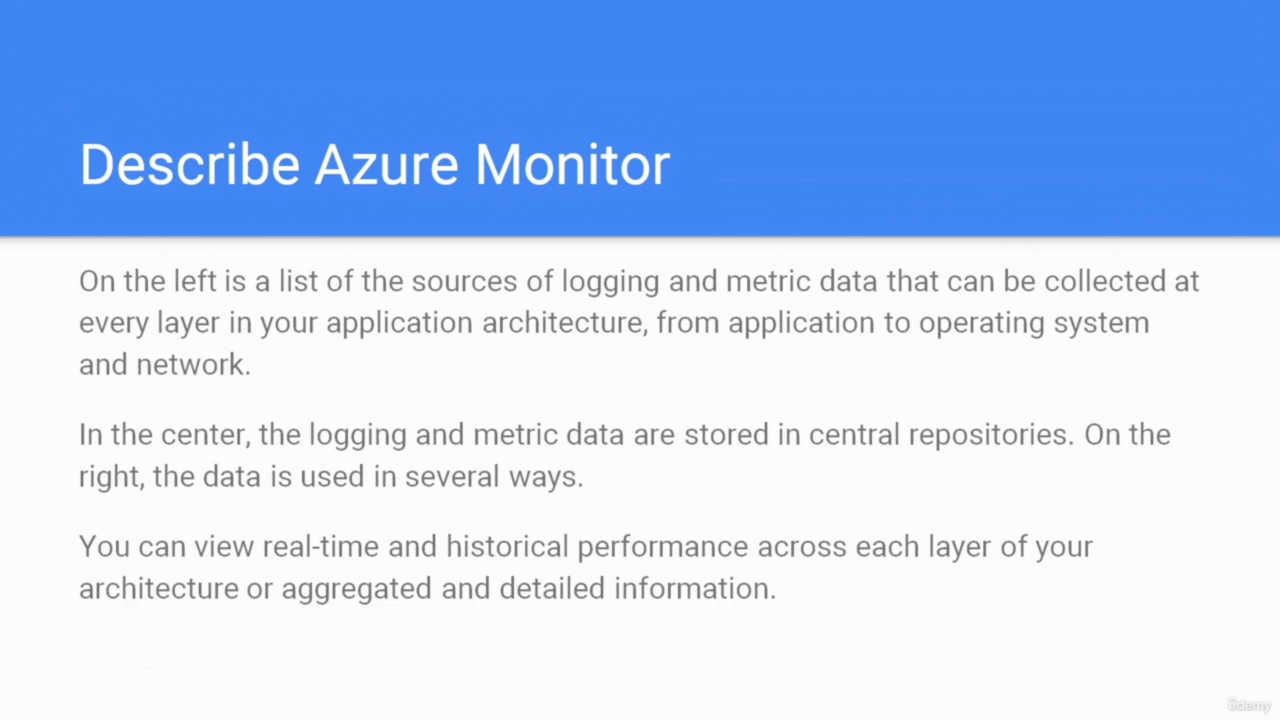 Describe Azure Monitor
On the left is a list of the sources of logging and metric data that can be collected at
every layer in your application architecture, from application to operating system
and network.
In the center, the logging and metric data are stored in central repositories. On the
right, the data is used in several ways.
You can view real-time and historical performance across each layer of your
architecture or aggregated and detailed information.
ûdemy